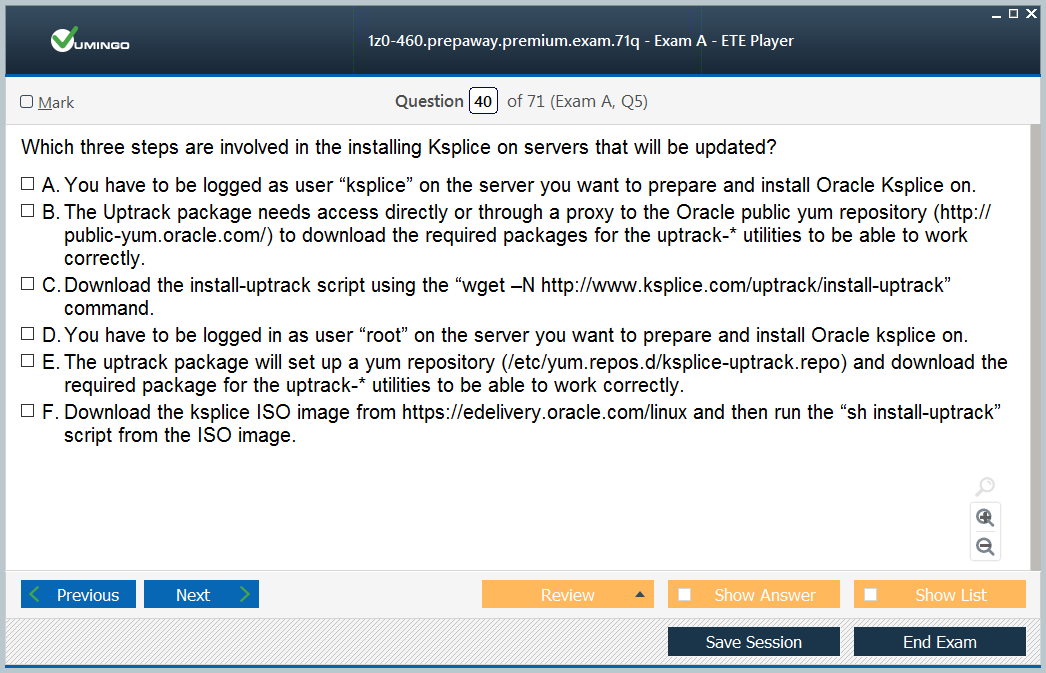 VUMINGO
1z0-460.prepaway.premium.exam.71q - Exam A - ETE Player
Mark
Question 40 of 71 (Exam A, Q5)
Which three steps are involved in the installing Ksplice on servers that will be updated?
A. You have to be logged as user “ksplice” on the server you want to prepare and install Oracle Ksplice on.
B. The Uptrack package needs access directly or through a proxy to the Oracle public yum repository (http://
public-yum.oracle.com/) to download the required packages for the uptrack-* utilities to be able to work
correctly.
C. Download the install-uptrack script using the “wget –N http://www.ksplice.com/uptrack/install-uptrack”
command.
D. You have to be logged in as user “root” on the server you want to prepare and install Oracle ksplice on.
E. The uptrack package will set up a yum repository (/etc/yum.repos.d/ksplice-uptrack.repo) and download the
required package for the uptrack-* utilities to be able to work correctly.
F. Download the ksplice ISO image from https://edelivery.oracle.com/linux and then run the “sh install-uptrack”
script from the ISO image.
Previous Next Review Show Answer Show List
Save Session End Exam